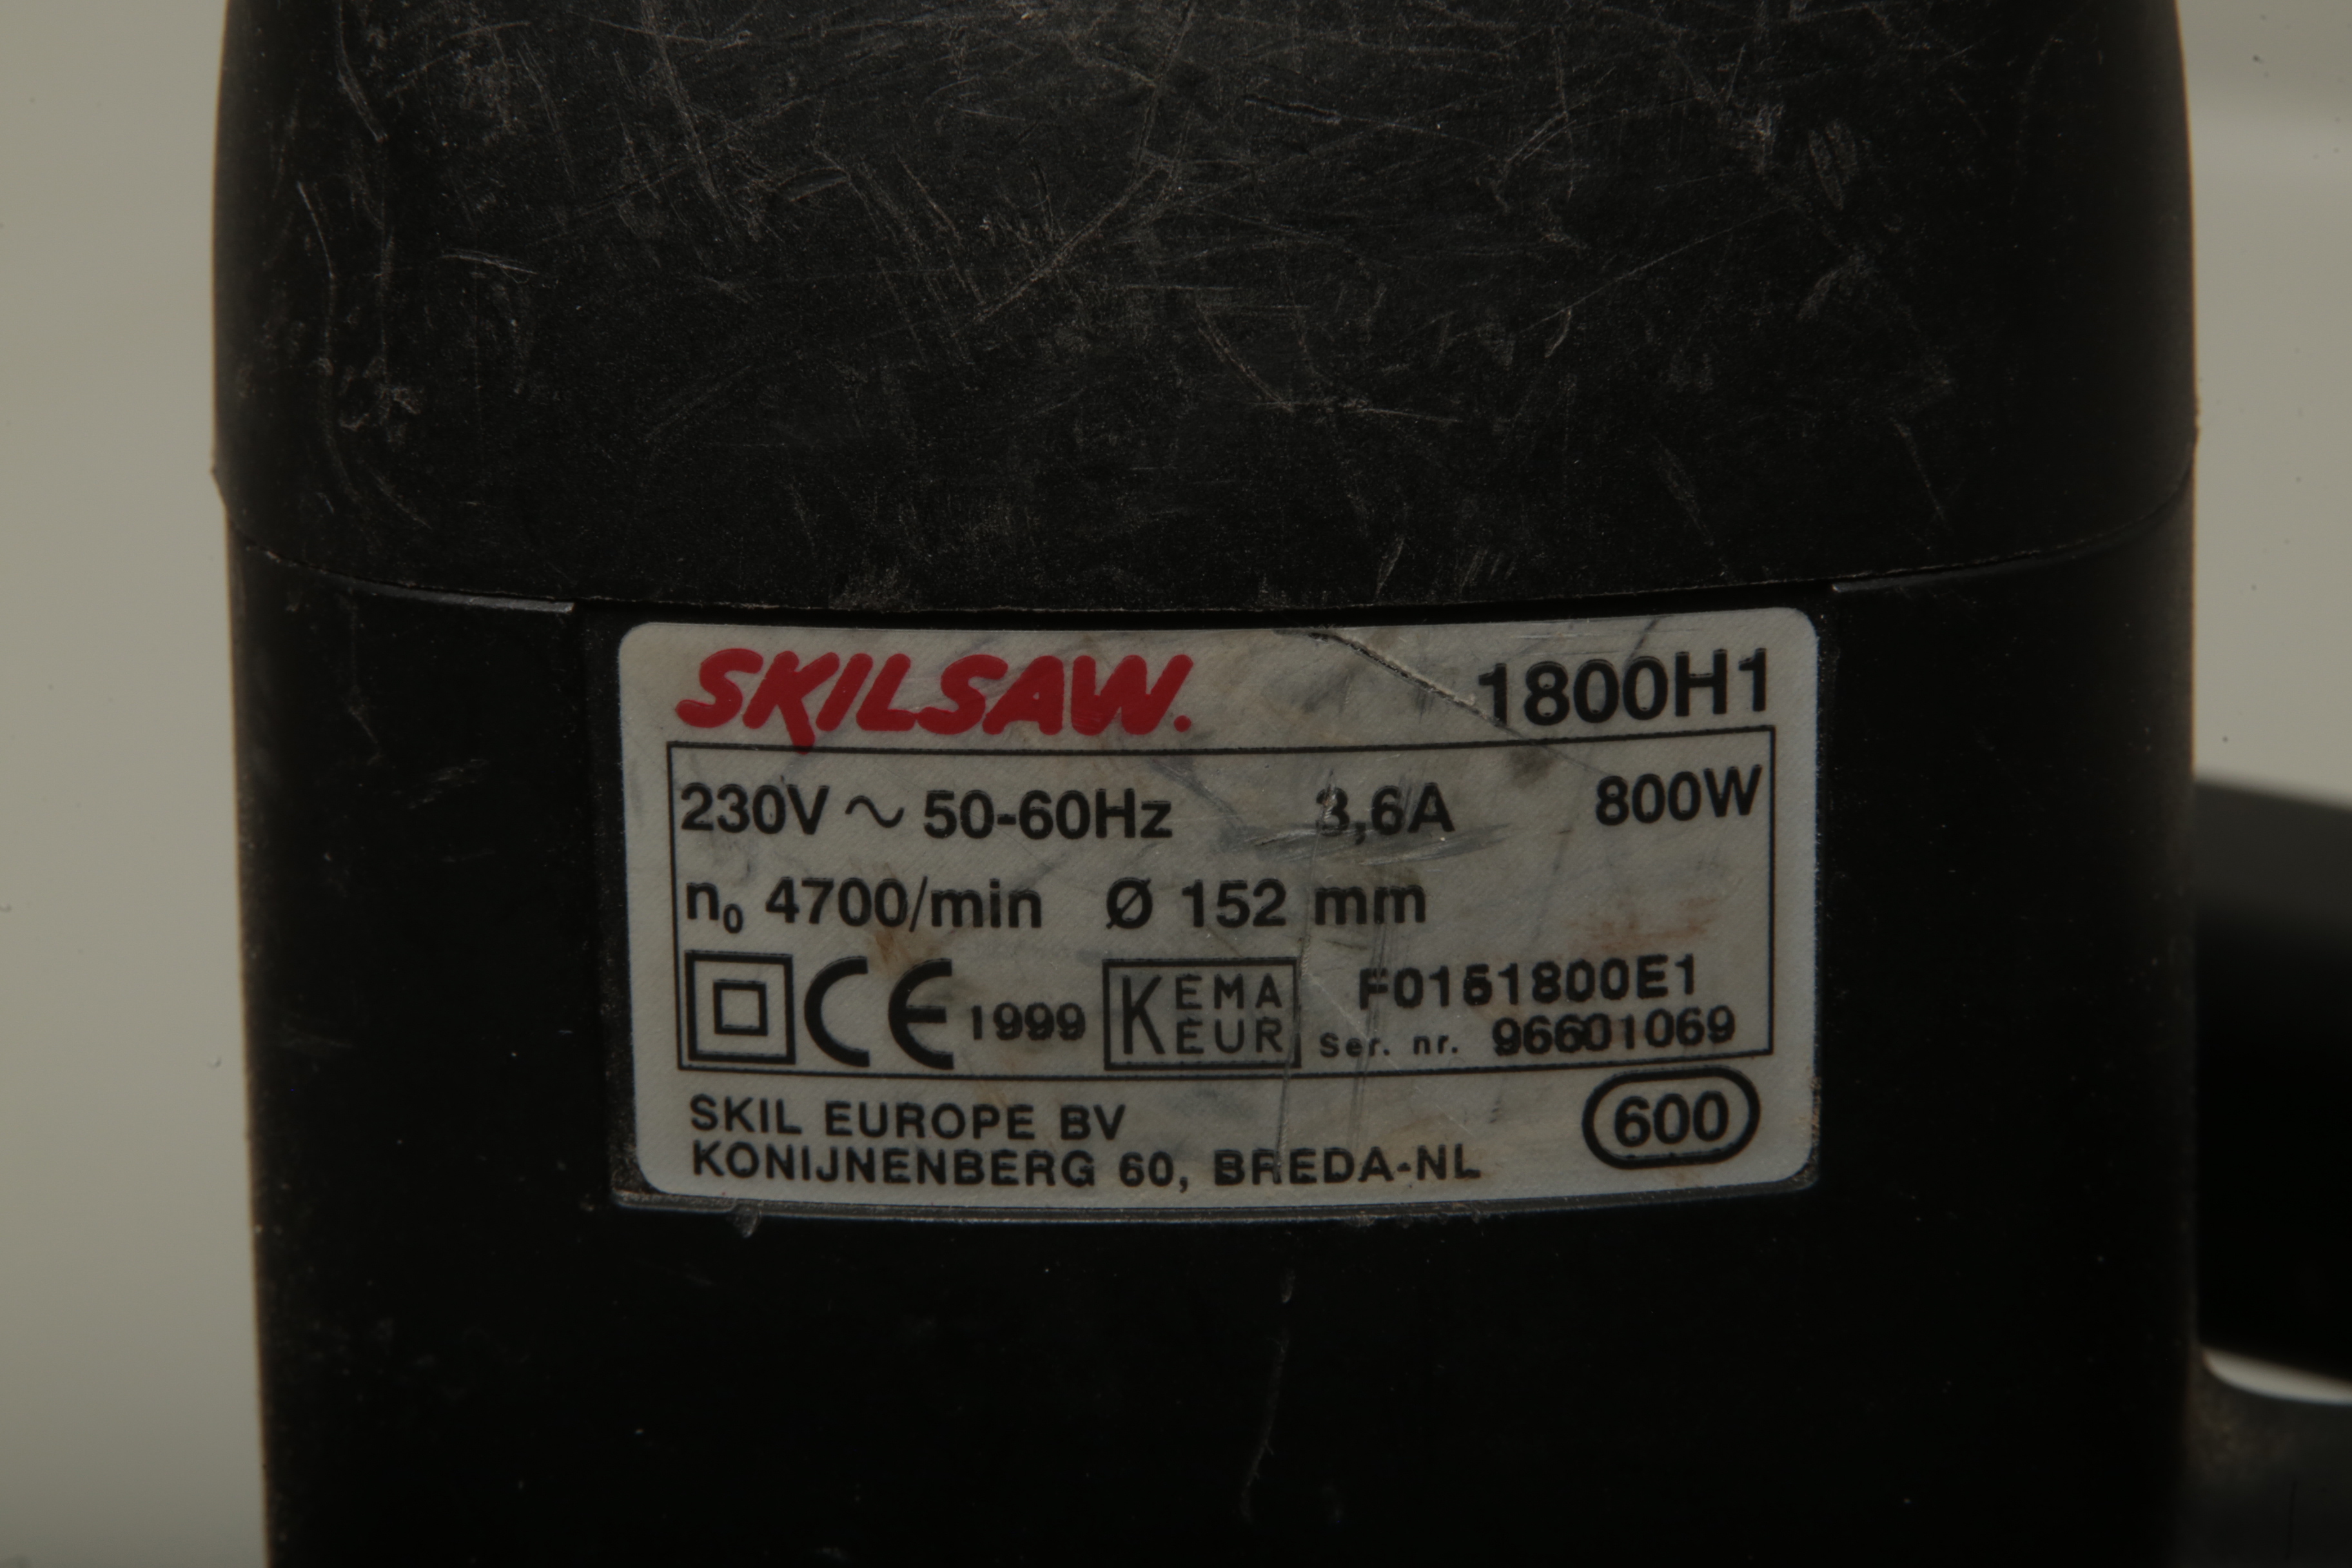 SKILSAW. 1800H1
230V ~ 50-60Hz 3,6A 800W
n₀ 4700/min Ø 152 mm
CE 1999 KEMA KEUR F0151800E1
Ser. nr. 96601069
SKIL EUROPE BV
KONIJNENBERG 60, BREDA-NL
600